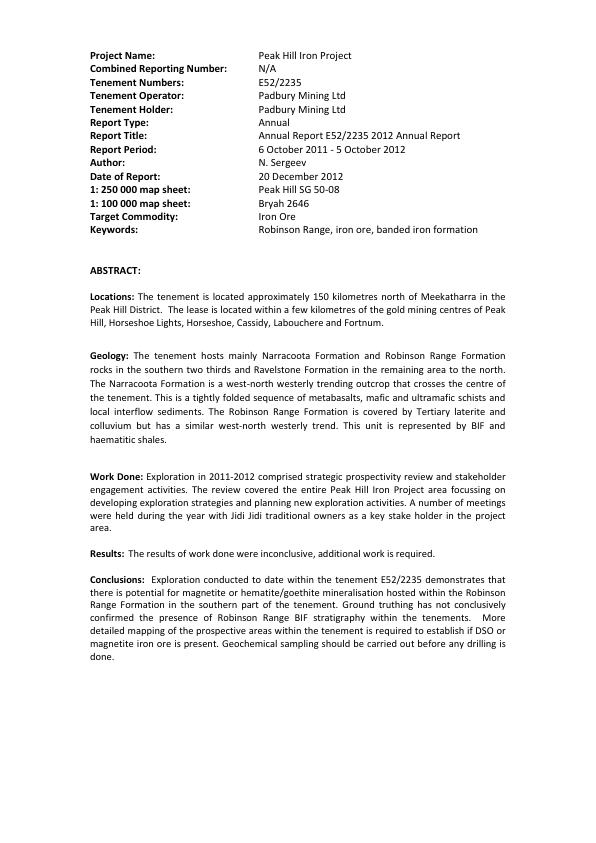 Project Name: Peak Hill Iron Project
Combined Reporting Number: N/A
Tenement Numbers: E52/2235
Tenement Operator: Padbury Mining Ltd
Tenement Holder: Padbury Mining Ltd
Report Type: Annual
Report Title: Annual Report E52/2235 2012 Annual Report
Report Period: 6 October 2011 - 5 October 2012
Author: N. Sergeev
Date of Report: 20 December 2012
1: 250 000 map sheet: Peak Hill SG 50-08
1: 100 000 map sheet: Bryah 2646
Target Commodity: Iron Ore
Keywords: Robinson Range, iron ore, banded iron formation
ABSTRACT:
Locations: The tenement is located approximately 150 kilometres north of Meekatharra in the
Peak Hill District. The lease is located within a few kilometres of the gold mining centres of Peak
Hill, Horseshoe Lights, Horseshoe, Cassidy, Labouchere and Fortnum.
Geology: The tenement hosts mainly Narracoota Formation and Robinson Range Formation
rocks in the southern two thirds and Ravelstone Formation in the remaining area to the north.
The Narracoota Formation is a west-north westerly trending outcrop that crosses the centre of
the tenement. This is a tightly folded sequence of metabasalts, mafic and ultramafic schists and
local interflow sediments. The Robinson Range Formation is covered by Tertiary laterite and
colluvium but has a similar west-north westerly trend. This unit is represented by BIF and
haematitic shales.
Work Done: Exploration in 2011-2012 comprised strategic prospectivity review and stakeholder
engagement activities. The review covered the entire Peak Hill Iron Project area focussing on
developing exploration strategies and planning new exploration activities. A number of meetings
were held during the year with Jidi Jidi traditional owners as a key stake holder in the project
area.
Results: The results of work done were inconclusive, additional work is required.
Conclusions: Exploration conducted to date within the tenement E52/2235 demonstrates that
there is potential for magnetite or hematite/goethite mineralisation hosted within the Robinson
Range Formation in the southern part of the tenement. Ground truthing has not conclusively
confirmed the presence of Robinson Range BIF stratigraphy within the tenements. More
detailed mapping of the prospective areas within the tenement is required to establish if DSO or
magnetite iron ore is present. Geochemical sampling should be carried out before any drilling is
done.